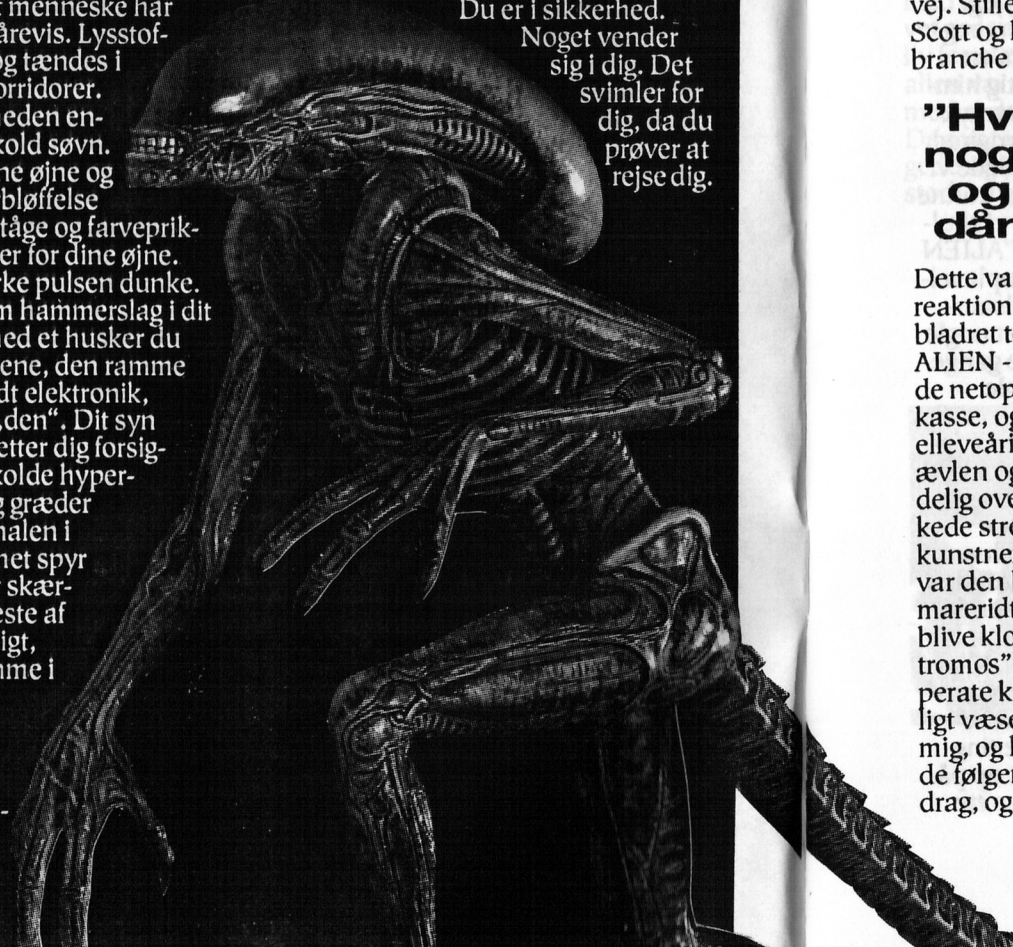 t menneske har
årevis. Lysstof-
og tændes i
orridorer.
heden en-
kold søvn.
ne øjne og
rbløffelse
tåge og farveprik-
er for dine øjne.
rke pulsen dunke.
m hammerslag i dit
ned et husker du
ene, den ramme
dt elektronik,
„den“. Dit syn
etter dig forsig-
kolde hyper-
g græder
nalen i
net spyr
skær-
este af
igt,
mme i
-
Du er i sikkerhed.
Noget vender
sig i dig. Det
svimler for
dig, da du
prøver at
rejse dig.
vej. Stille
Scott og
branche
”Hv
nog
og
dår
Dette va
reaktion
bladret t
ALIEN -
de netop
kasse, og
elleveåri
ævlen og
delig ove
kede stre
kunstne
var den
mareridt
blive klo
tromos”
perate k
ligt væse
mig, og
de følgen
drag, og